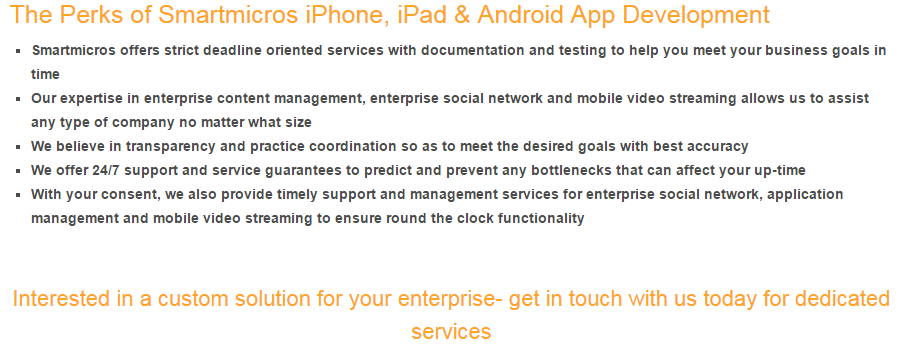 The Perks of Smartmicros iPhone, iPad & Android App Development
Smartmicros offers strict deadline oriented services with documentation and testing to help you meet your business goals in
time
Our expertise in enterprise content management, enterprise social network and mobile video streaming allows us to assist
any type of company no matter what size
We believe in transparency and practice coordination so as to meet the desired goals with best accuracy
We offer 24/7 support and service guarantees to predict and prevent any bottlenecks that can affect your up-time
With your consent, we also provide timely support and management services for enterprise social network, application
management and mobile video streaming to ensure round the clock functionality
Interested in a custom solution for your enterprise- get in touch with us today for dedicated
services